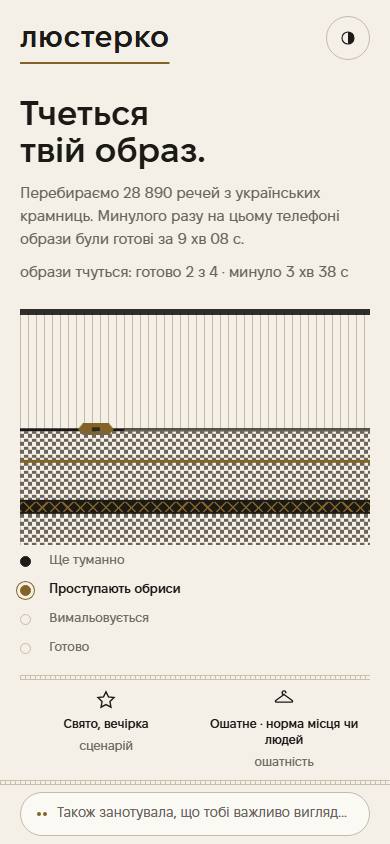 люстерко
Тчеться
твій образ.
Перебираємо 28 890 речей з українських
крамниць. Минулого разу на цьому телефоні
образи були готові за 9 хв 08 с.
образи тчуться: готово 2 з 4 · минуло 3 хв 38 с
Ще туманно
Проступають обриси
Вимальовується
Готово
Свято, вечірка
сценарій
Ошатне · норма місця чи
людей
ошатність
Також занотувала, що тобі важливо вигляд...